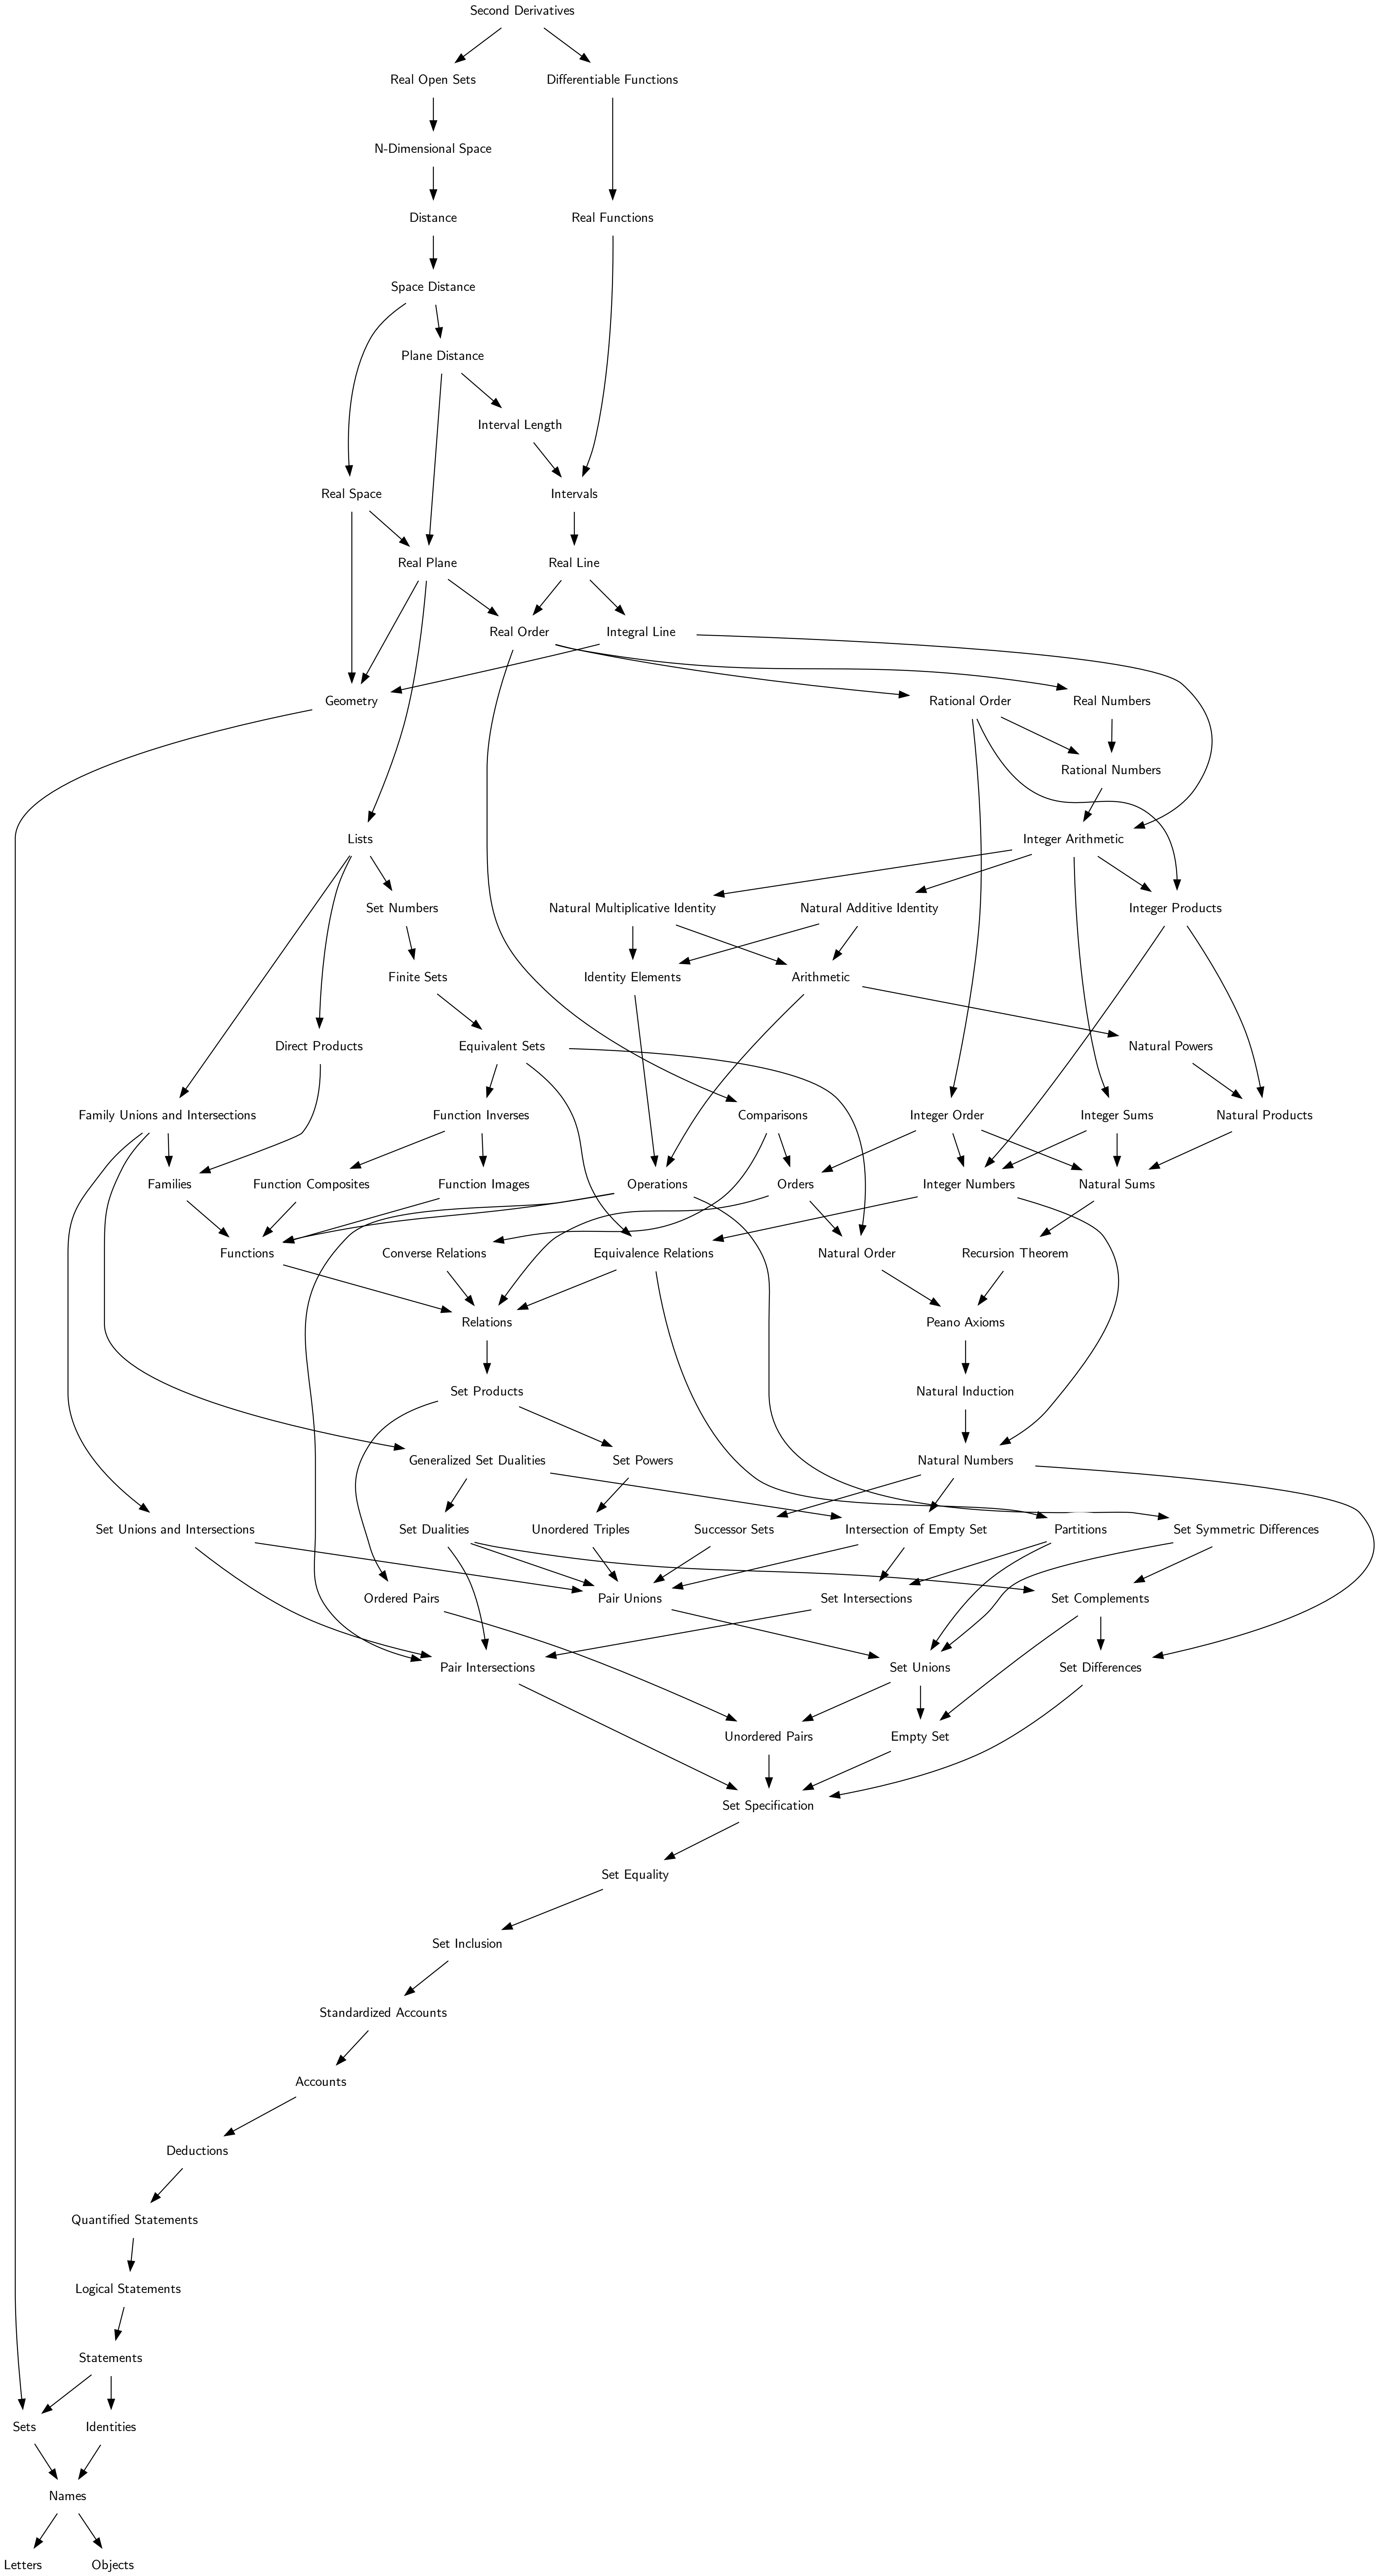 Second Derivatives
Real Open Sets
Differentiable Functions
N-Dimensional Space
Distance
Real Functions
Space Distance
Plane Distance
Interval Length
Real Space
Intervals
Real Plane
Real Line
Real Order
Integral Line
Geometry
Rational Order
Real Numbers
Rational Numbers
Lists
Integer Arithmetic
Set Numbers
Natural Multiplicative Identity
Natural Additive Identity
Integer Products
Finite Sets
Identity Elements
Arithmetic
Direct Products
Equivalent Sets
Natural Powers
Family Unions and Intersections
Function Inverses
Comparisons
Integer Order
Integer Sums
Natural Products
Families
Function Composites
Function Images
Operations
Orders
Integer Numbers
Natural Sums
Functions
Converse Relations
Equivalence Relations
Natural Order
Recursion Theorem
Relations
Peano Axioms
Set Products
Natural Induction
Generalized Set Dualities
Set Powers
Natural Numbers
Set Unions and Intersections
Set Dualities
Unordered Triples
Successor Sets
Intersection of Empty Set
Partitions
Set Symmetric Differences
Ordered Pairs
Pair Unions
Set Intersections
Set Complements
Pair Intersections
Set Unions
Set Differences
Unordered Pairs
Empty Set
Set Specification
Set Equality
Set Inclusion
Standardized Accounts
Accounts
Deductions
Quantified Statements
Logical Statements
Statements
Sets
Identities
Names
Letters
Objects